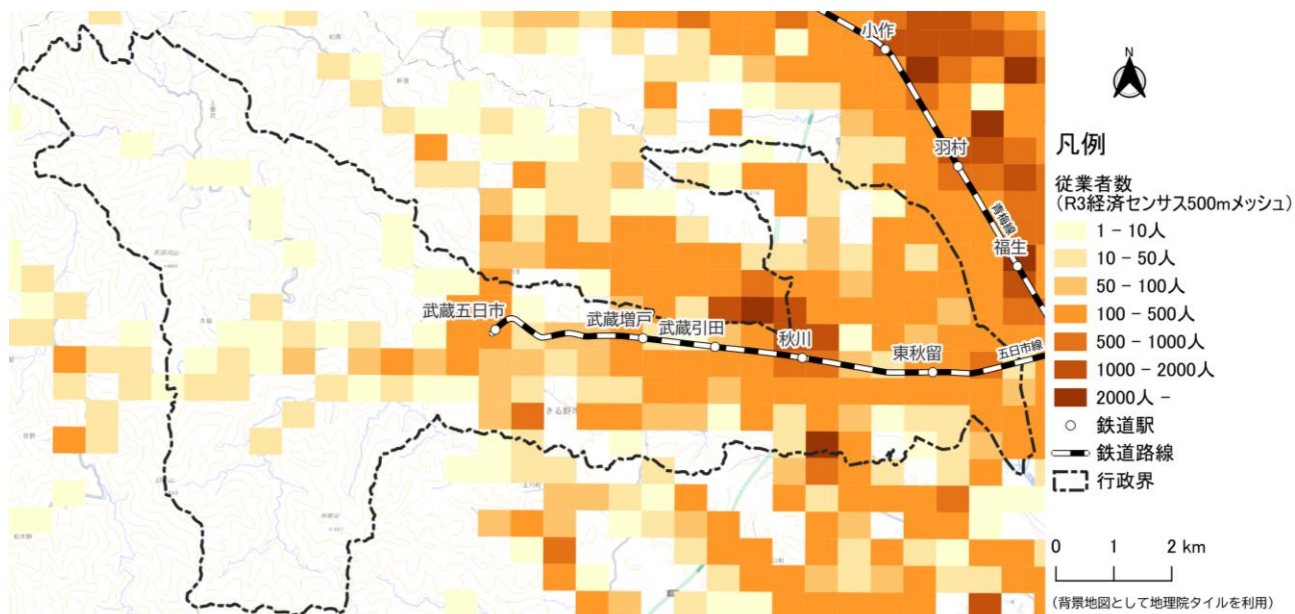 小作
羽村
青梅線
福生
武蔵五日市
武蔵増戸
武蔵引田
秋川
東秋留
五日市線
N
凡例
従業者数
（R3経済センサス500mメッシュ）
1 – 10人
10 – 50人
50 – 100人
100 – 500人
500 – 1000人
1000 – 2000人
2000人 –
鉄道駅
鉄道路線
行政界
0 1 2 km
（背景地図として地理院タイルを利用）